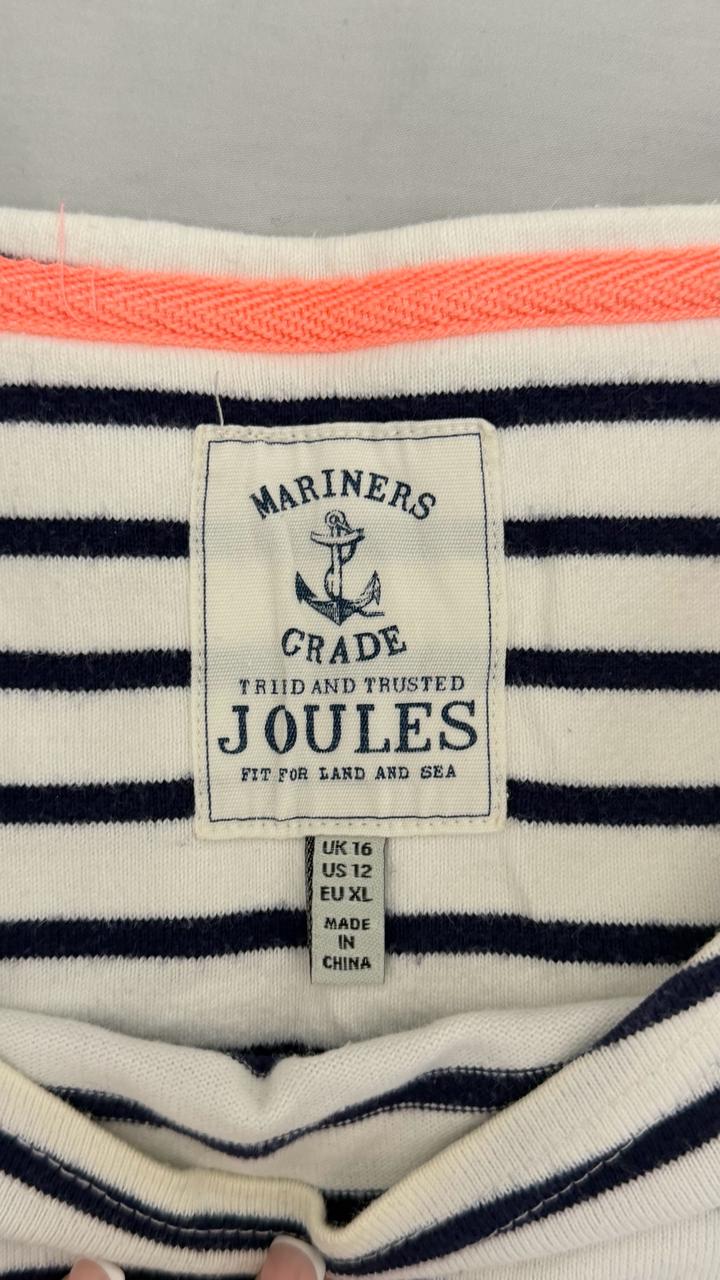 MARINERS
GRADE
TRIID AND TRUSTED
JOULES
FIT FOR LAND AND SEA
UK 16
US 12
EU XL
MADE
IN
CHINA